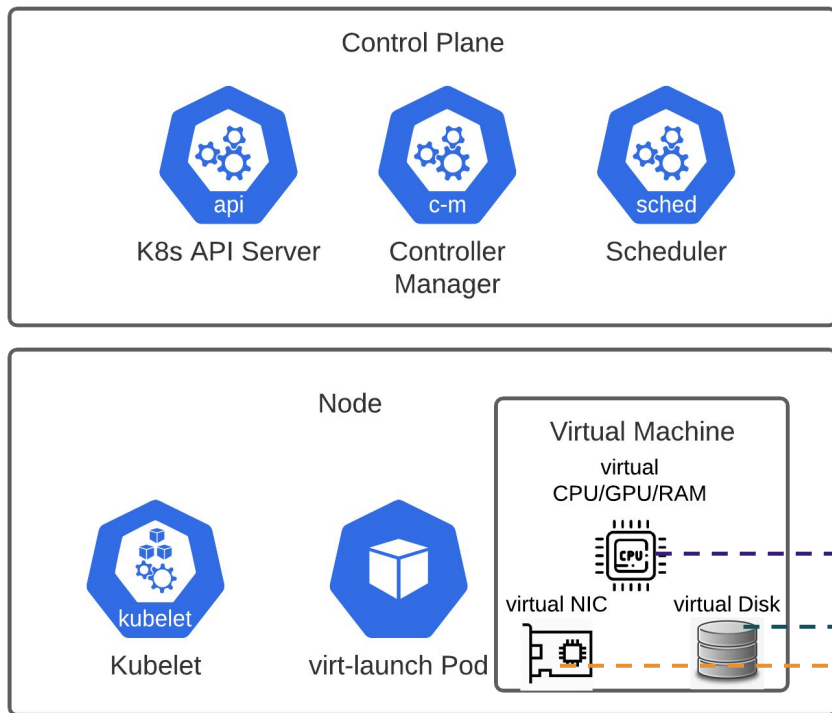 Control Plane
api
c-m
sched
K8s API Server
Controller
Manager
Scheduler
Node
Virtual Machine
virtual
CPU/GPU/RAM
CPU
kubelet
virtual NIC
virtual Disk
Kubelet
virt-launch Pod